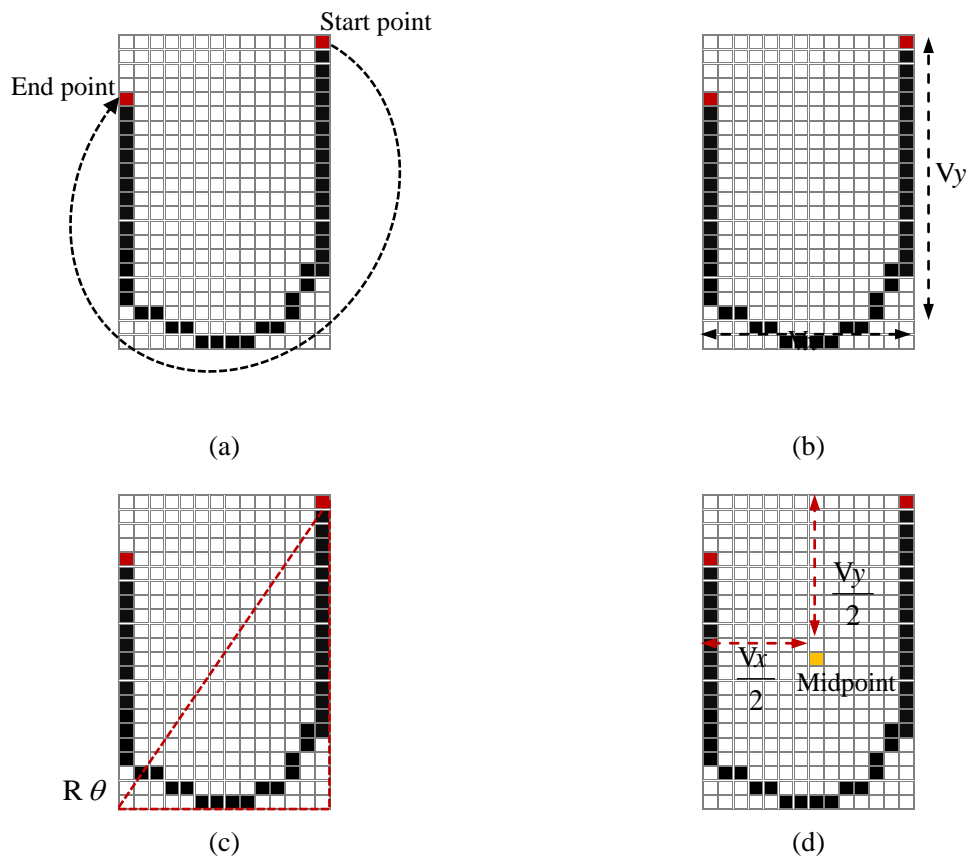 Start point
End point
Vy
(a)
(b)
Vy
2
Vx
2
Midpoint
R θ
(c)
(d)